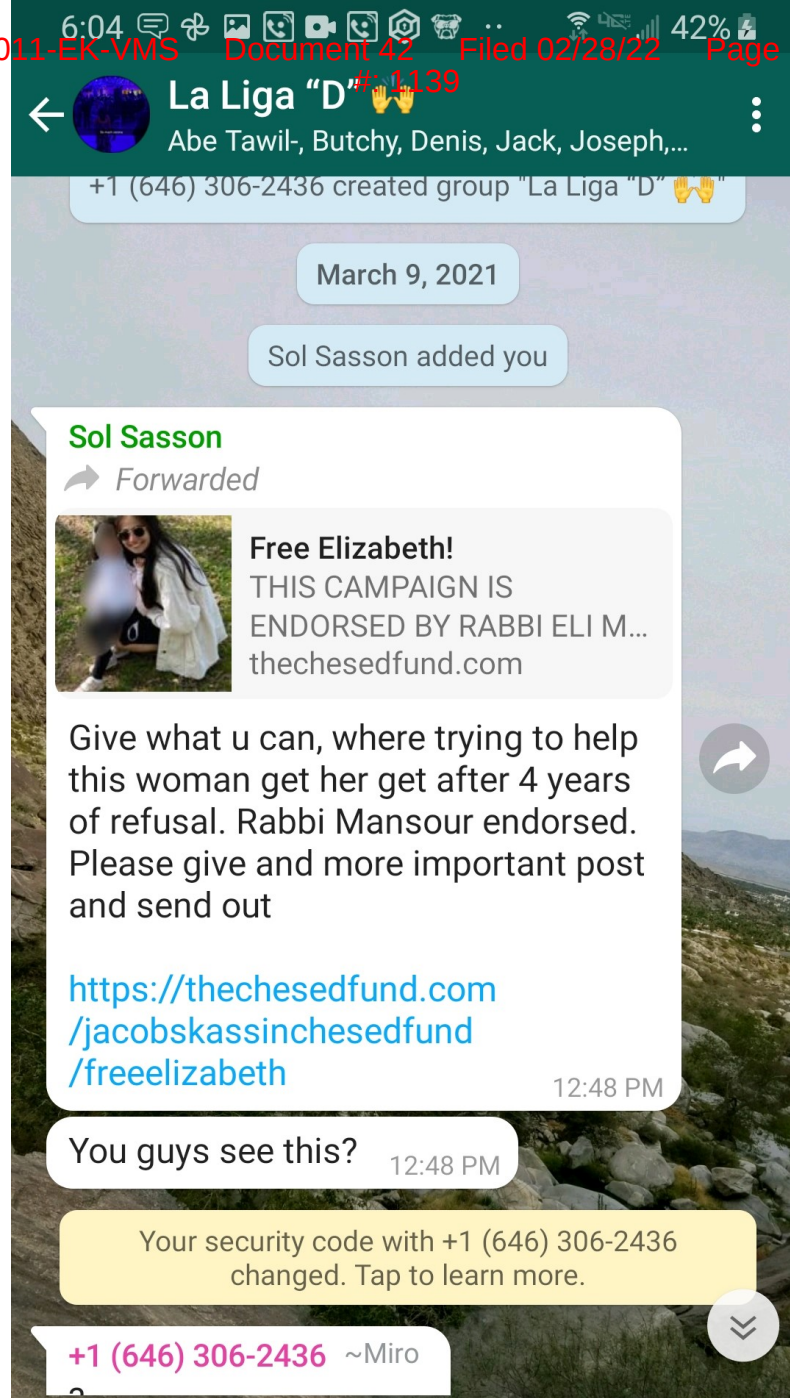 6:04 42%
011-EK-VMS Document 42 Filed 02/28/22 Page
#: 1139
La Liga “D” 🙌
Abe Tawil-, Butchy, Denis, Jack, Joseph,...
+1 (646) 306-2436 created group "La Liga “D” 🙌"
March 9, 2021
Sol Sasson added you
Sol Sasson
Forwarded
Free Elizabeth!
THIS CAMPAIGN IS
ENDORSED BY RABBI ELI M...
thechesedfund.com
Give what u can, where trying to help
this woman get her get after 4 years
of refusal. Rabbi Mansour endorsed.
Please give and more important post
and send out
https://thechesedfund.com
/jacobskassinchesedfund
/freeelizabeth
12:48 PM
You guys see this? 12:48 PM
Your security code with +1 (646) 306-2436
changed. Tap to learn more.
+1 (646) 306-2436 ~Miro